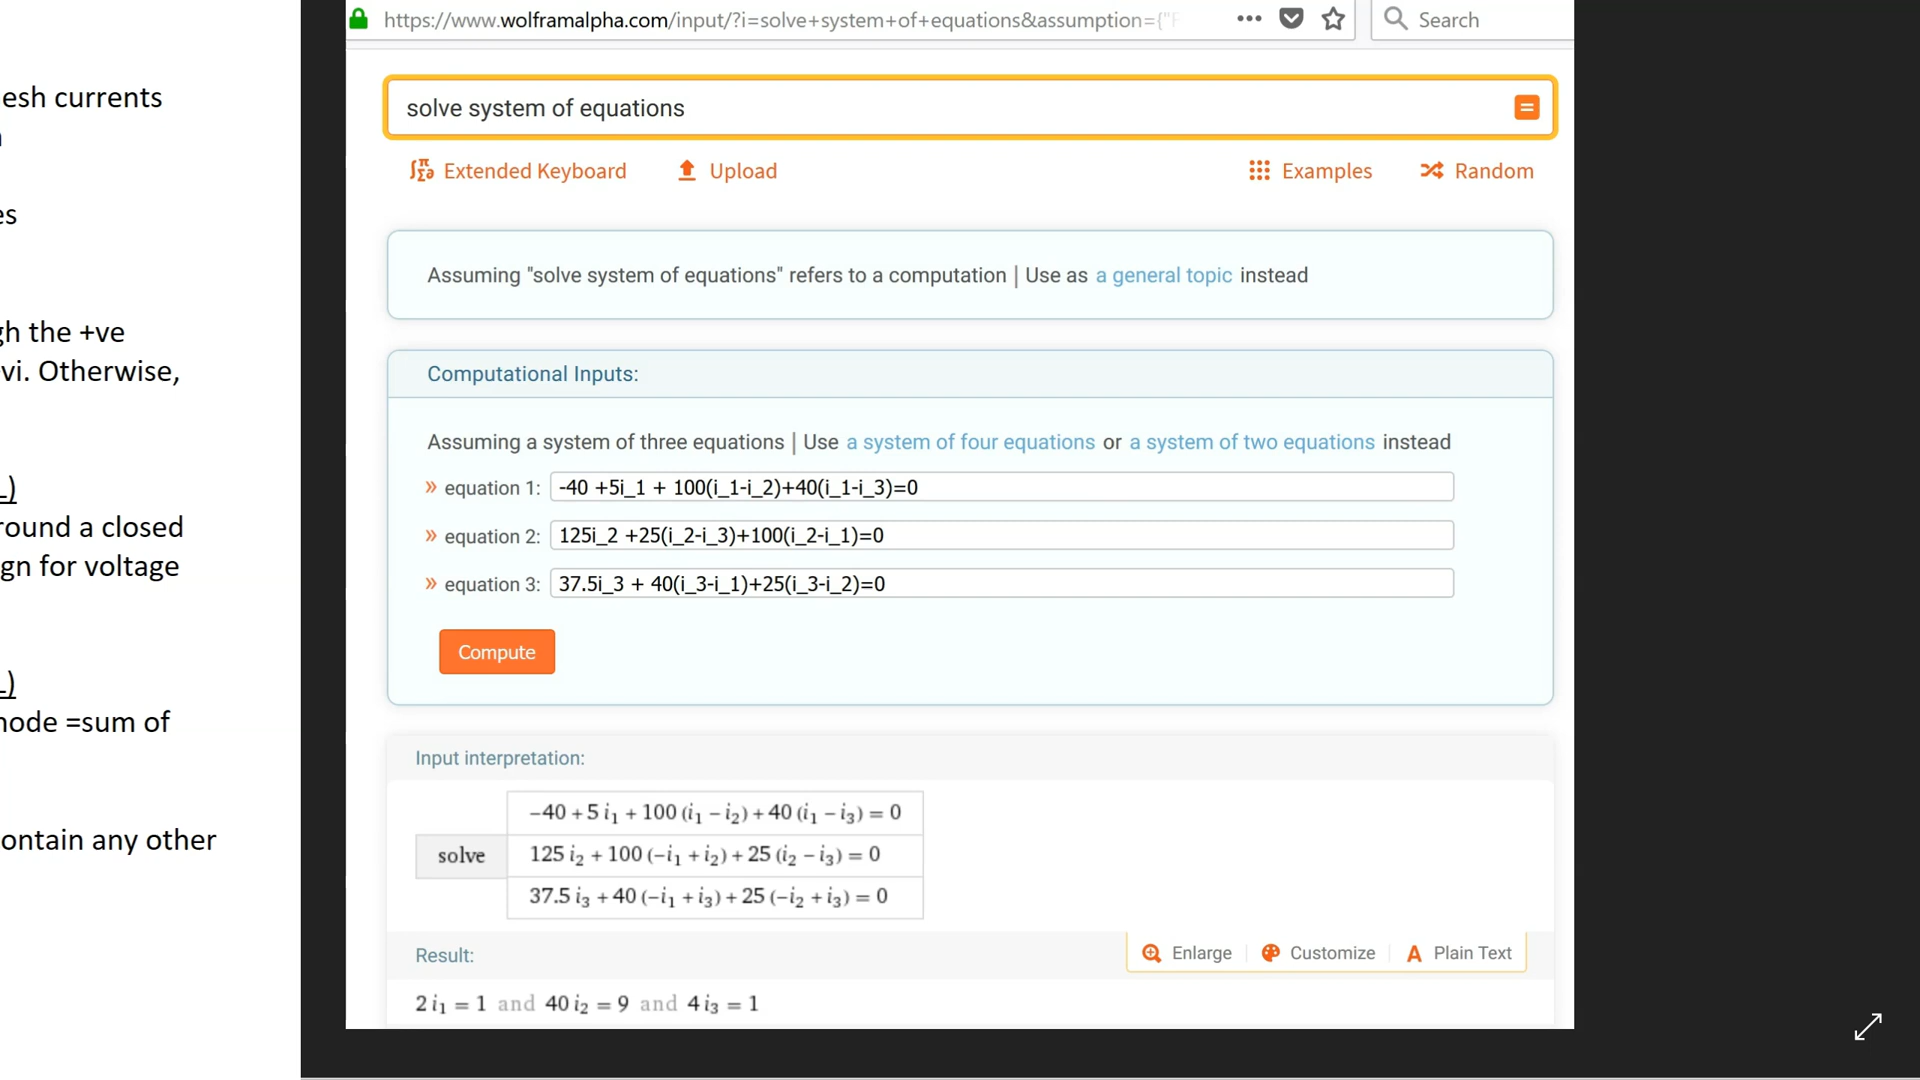 esh currents
es
gh the +ve
vi. Otherwise,
round a closed
gn for voltage
node =sum of
ontain any other
https://www.wolframalpha.com/input/?i=solve+system+of+equations&assumption={"F
Search
solve system of equations
=
Extended Keyboard
Upload
Examples
Random
Assuming "solve system of equations" refers to a computation | Use as a general topic instead
Computational Inputs:
Assuming a system of three equations | Use a system of four equations or a system of two equations instead
» equation 1: -40 +5i_1 + 100(i_1-i_2)+40(i_1-i_3)=0
» equation 2: 125i_2 +25(i_2-i_3)+100(i_2-i_1)=0
» equation 3: 37.5i_3 + 40(i_3-i_1)+25(i_3-i_2)=0
Compute
Input interpretation:
solve
−40 + 5 i₁ + 100 (i₁ − i₂) + 40 (i₁ − i₃) = 0
125 i₂ + 100 (−i₁ + i₂) + 25 (i₂ − i₃) = 0
37.5 i₃ + 40 (−i₁ + i₃) + 25 (−i₂ + i₃) = 0
Result:
Enlarge
Customize
A Plain Text
2 i₁ = 1 and 40 i₂ = 9 and 4 i₃ = 1